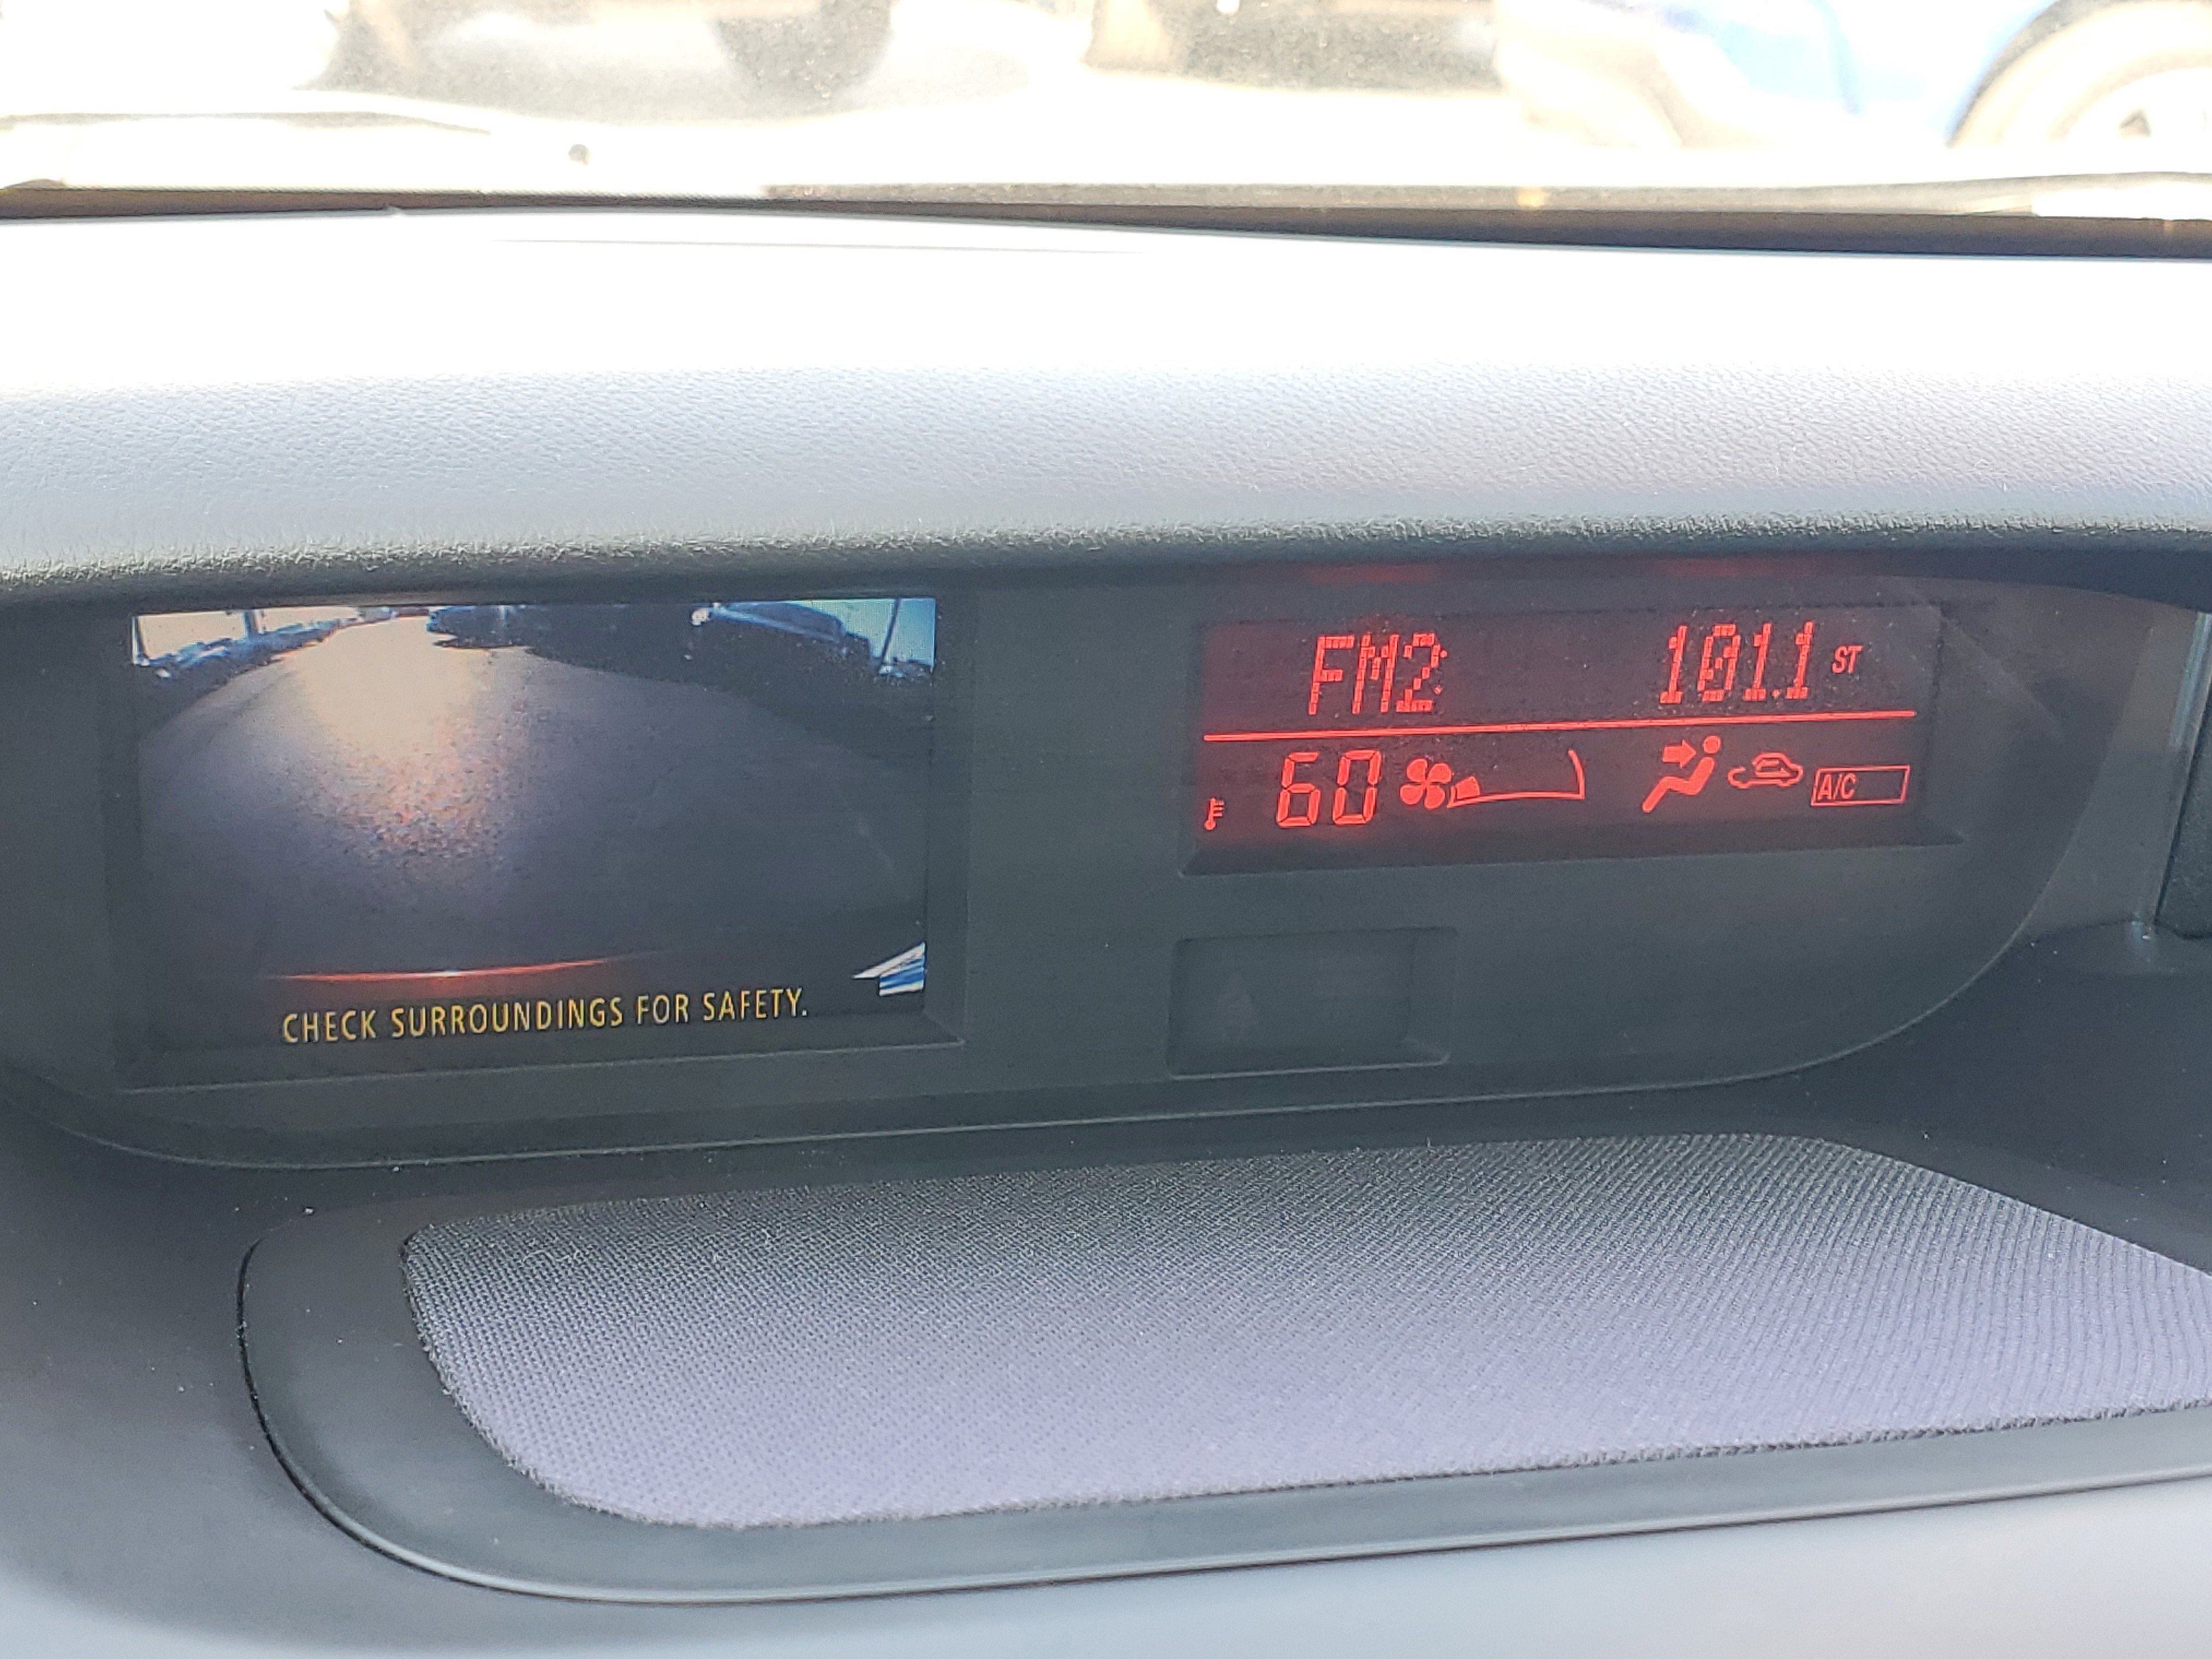 CHECK SURROUNDINGS FOR SAFETY.
FM2 101.1 ST
60 A/C